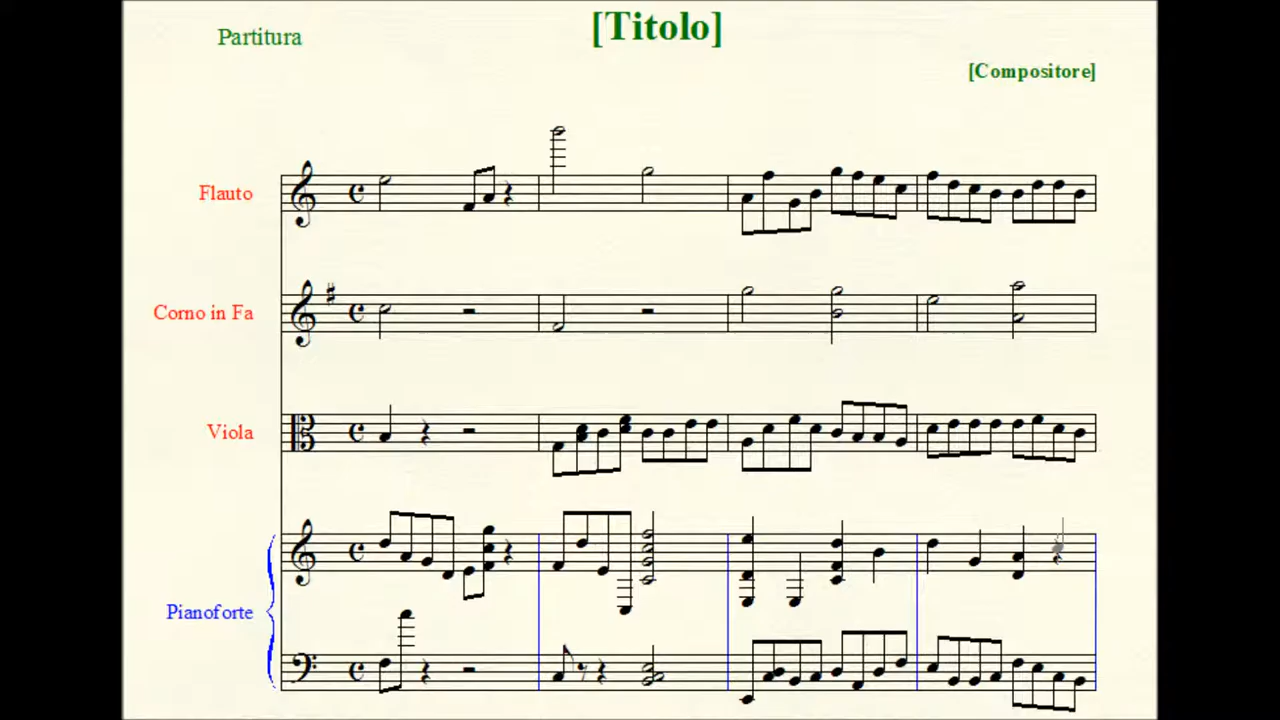 [Titolo]
Partitura
[Compositore]
Flauto
Corno in Fa
Viola
Pianoforte